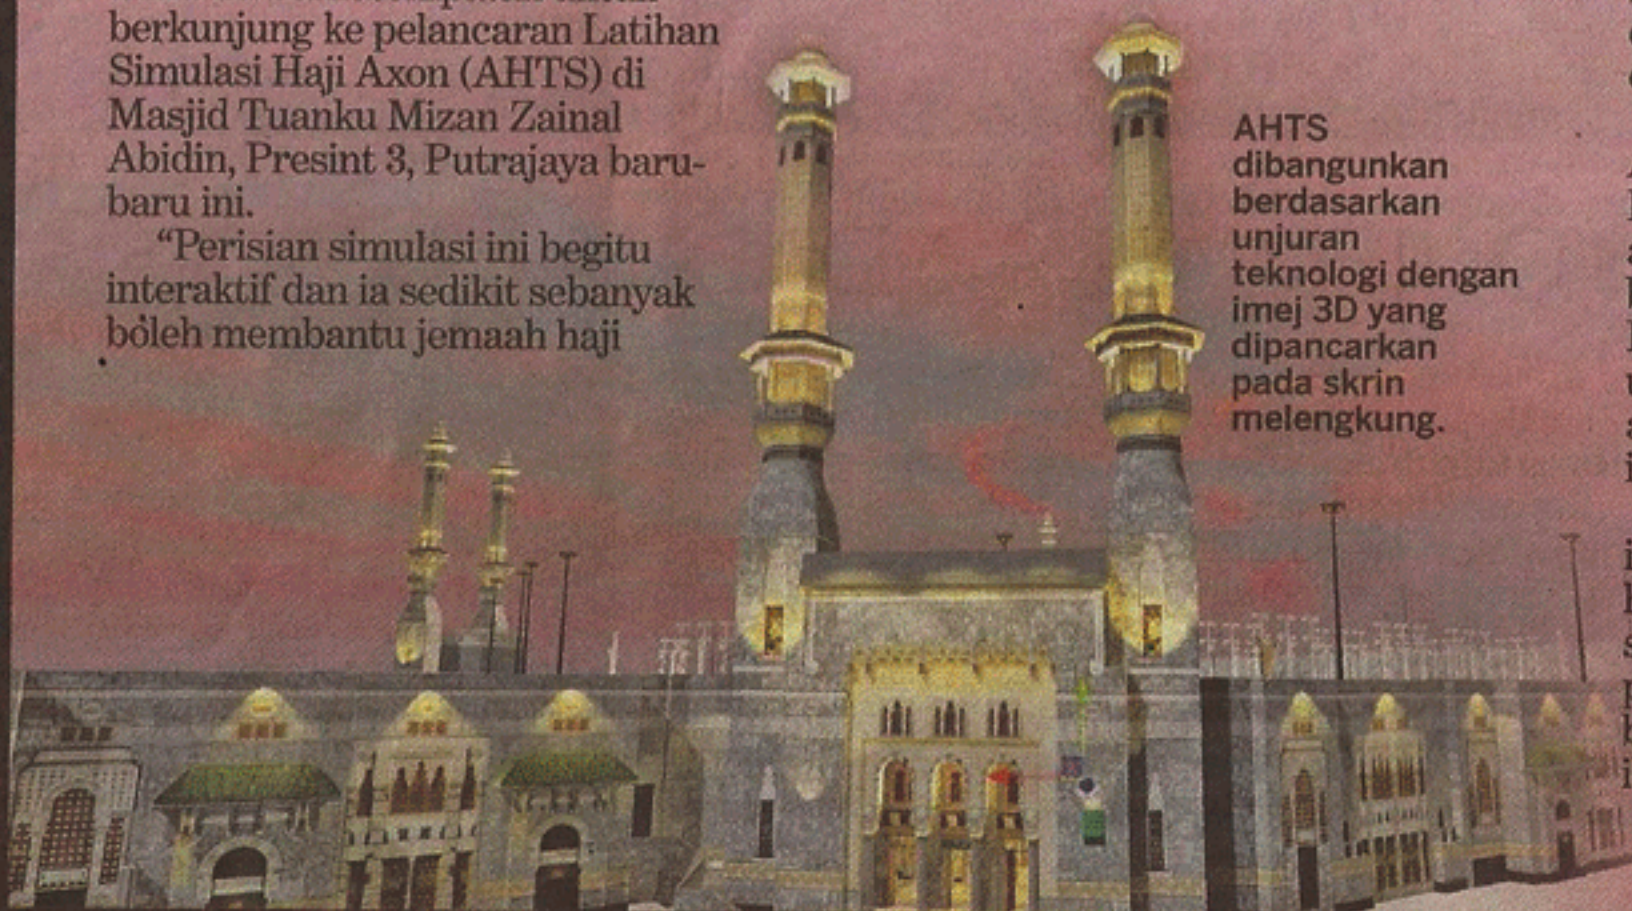 berkunjung ke pelancaran Latihan
Simulasi Haji Axon (AHTS) di
Masjid Tuanku Mizan Zainal
Abidin, Presint 3, Putrajaya baru-
baru ini.
“Perisian simulasi ini begitu
interaktif dan ia sedikit sebanyak
boleh membantu jemaah haji
AHTS
dibangunkan
berdasarkan
unjuran
teknologi dengan
imej 3D yang
dipancarkan
pada skrin
melengkung.